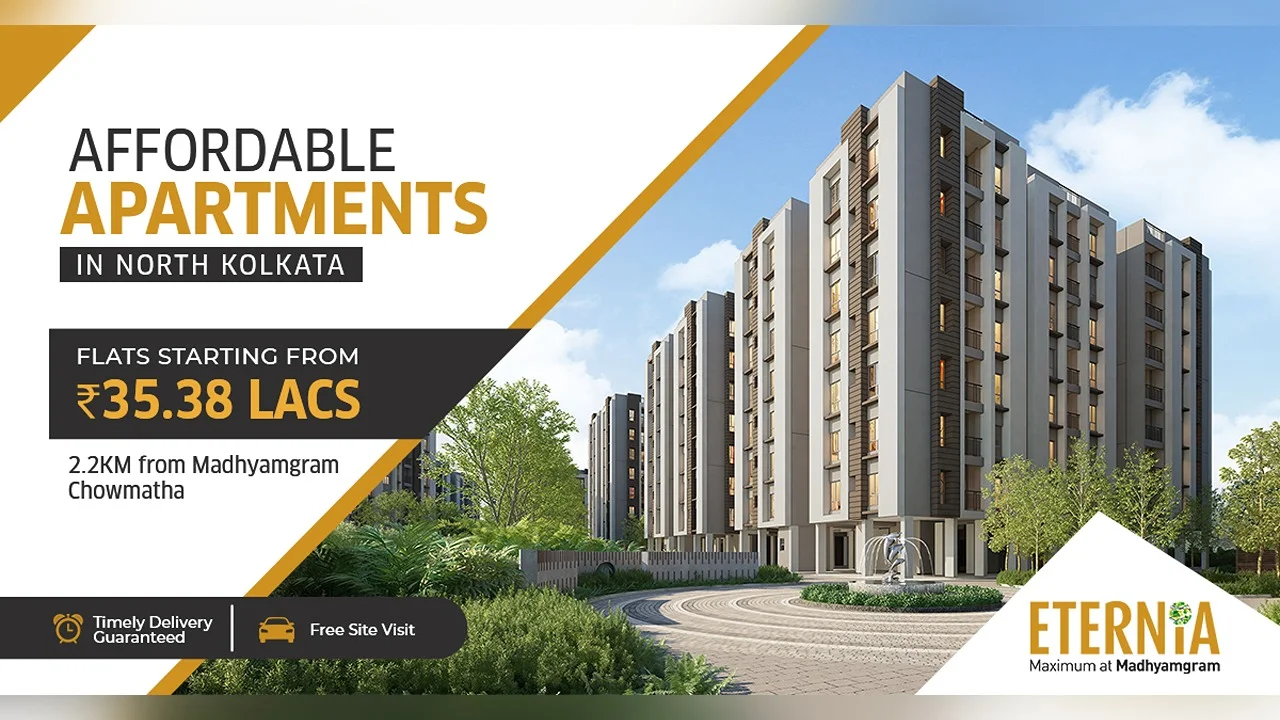 AFFORDABLE
APARTMENTS
IN NORTH KOLKATA
FLATS STARTING FROM
₹35.38 LACS
2.2KM from Madhyamgram
Chowmatha
Timely Delivery
Guaranteed
Free Site Visit
ETERNiA
Maximum at Madhyamgram